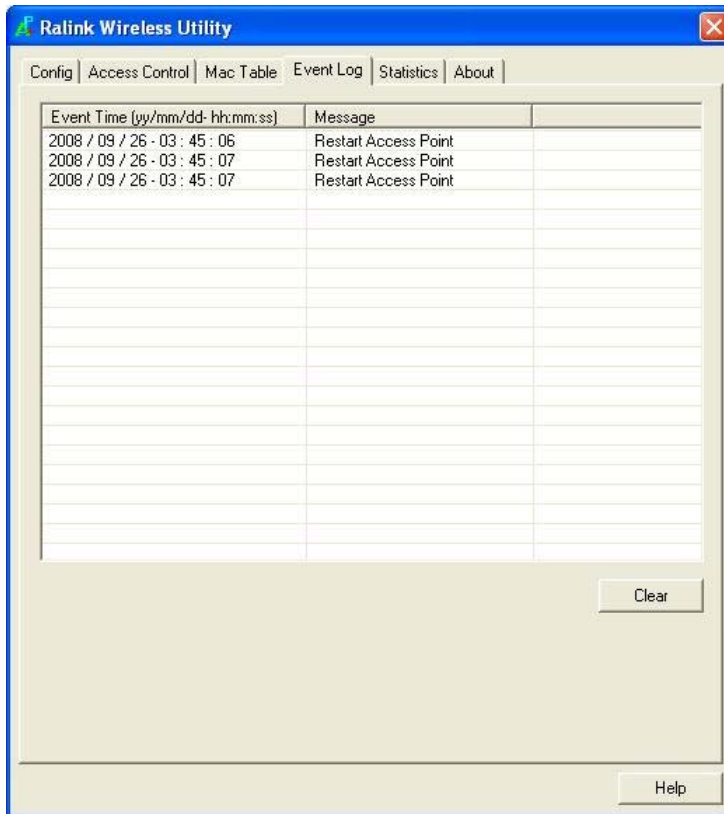 Ralink Wireless Utility
Config Access Control Mac Table Event Log Statistics About
Event Time (yy/mm/dd- hh:mm:ss) Message
2008 / 09 / 26 - 03 : 45 : 06 Restart Access Point
2008 / 09 / 26 - 03 : 45 : 07 Restart Access Point
2008 / 09 / 26 - 03 : 45 : 07 Restart Access Point
Clear
Help